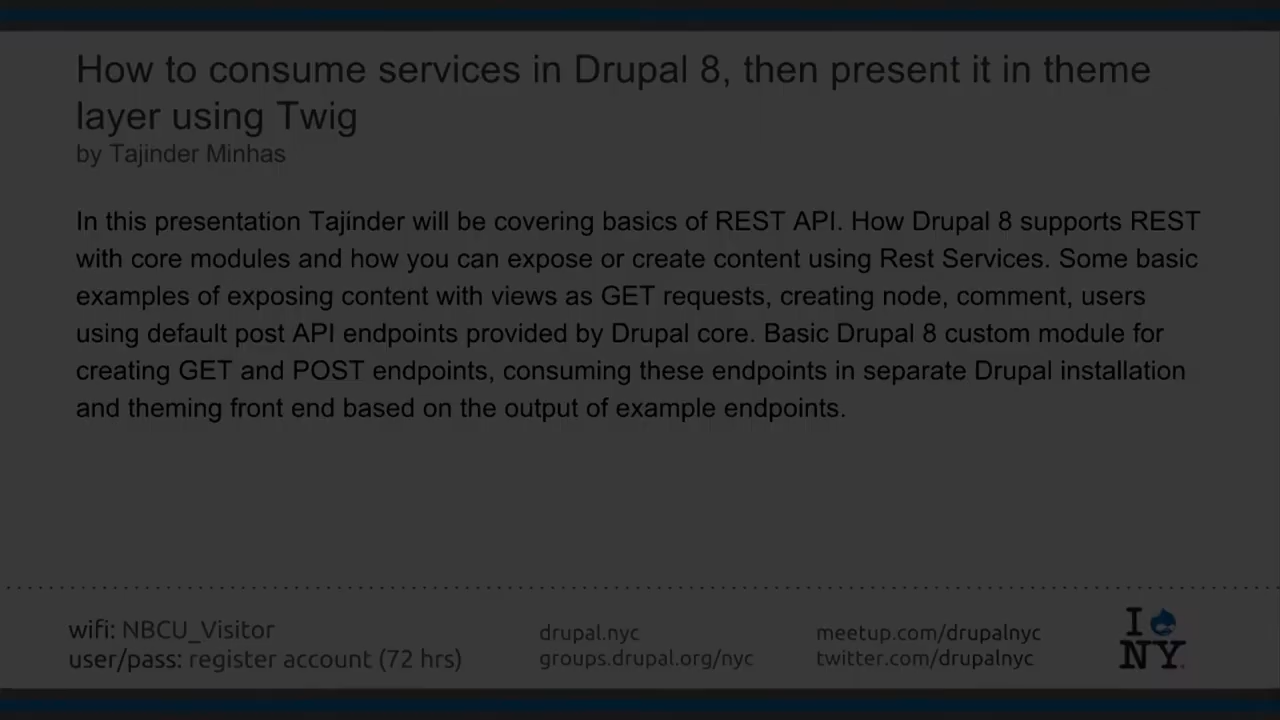 How to consume services in Drupal 8, then present it in theme
layer using Twig
by Tajinder Minhas
In this presentation Tajinder will be covering basics of REST API. How Drupal 8 supports REST
with core modules and how you can expose or create content using Rest Services. Some basic
examples of exposing content with views as GET requests, creating node, comment, users
using default post API endpoints provided by Drupal core. Basic Drupal 8 custom module for
creating GET and POST endpoints, consuming these endpoints in separate Drupal installation
and theming front end based on the output of example endpoints.
wifi: NBCU_Visitor
user/pass: register account (72 hrs)
drupal.nyc
groups.drupal.org/nyc
meetup.com/drupalnyc
twitter.com/drupalnyc
I
NY